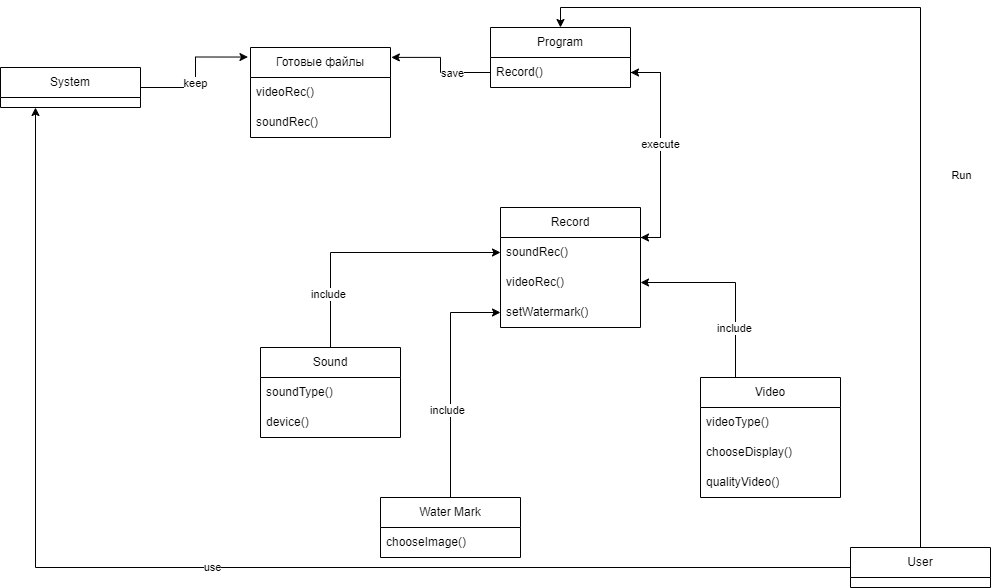 Program
Record()
Готовые файлы
videoRec()
soundRec()
System
keep
save
execute
Run
Record
soundRec()
videoRec()
setWatermark()
include
include
include
Sound
soundType()
device()
Video
videoType()
chooseDisplay()
qualityVideo()
Water Mark
chooseImage()
User
use